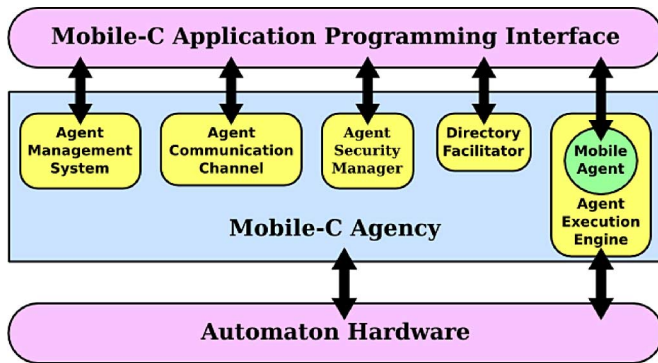 Mobile-C Application Programming Interface
Agent
Management
System
Agent
Communication
Channel
Agent
Security
Manager
Directory
Facilitator
Mobile
Agent
Agent
Execution
Engine
Mobile-C Agency
Automaton Hardware